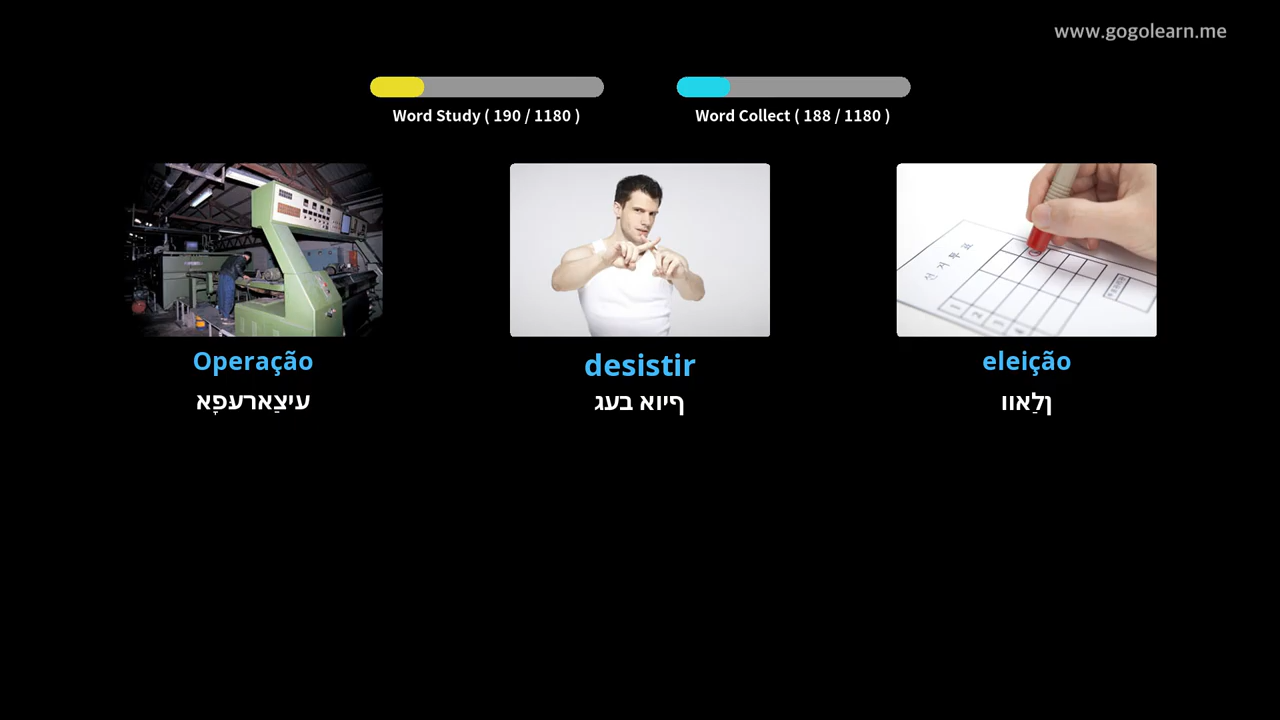 www.gogolearn.me
Word Study ( 190 / 1180 )
Word Collect ( 188 / 1180 )
Operação
עיצַארעפָא
desistir
ףיוא בעג
eleição
ןלַאוו